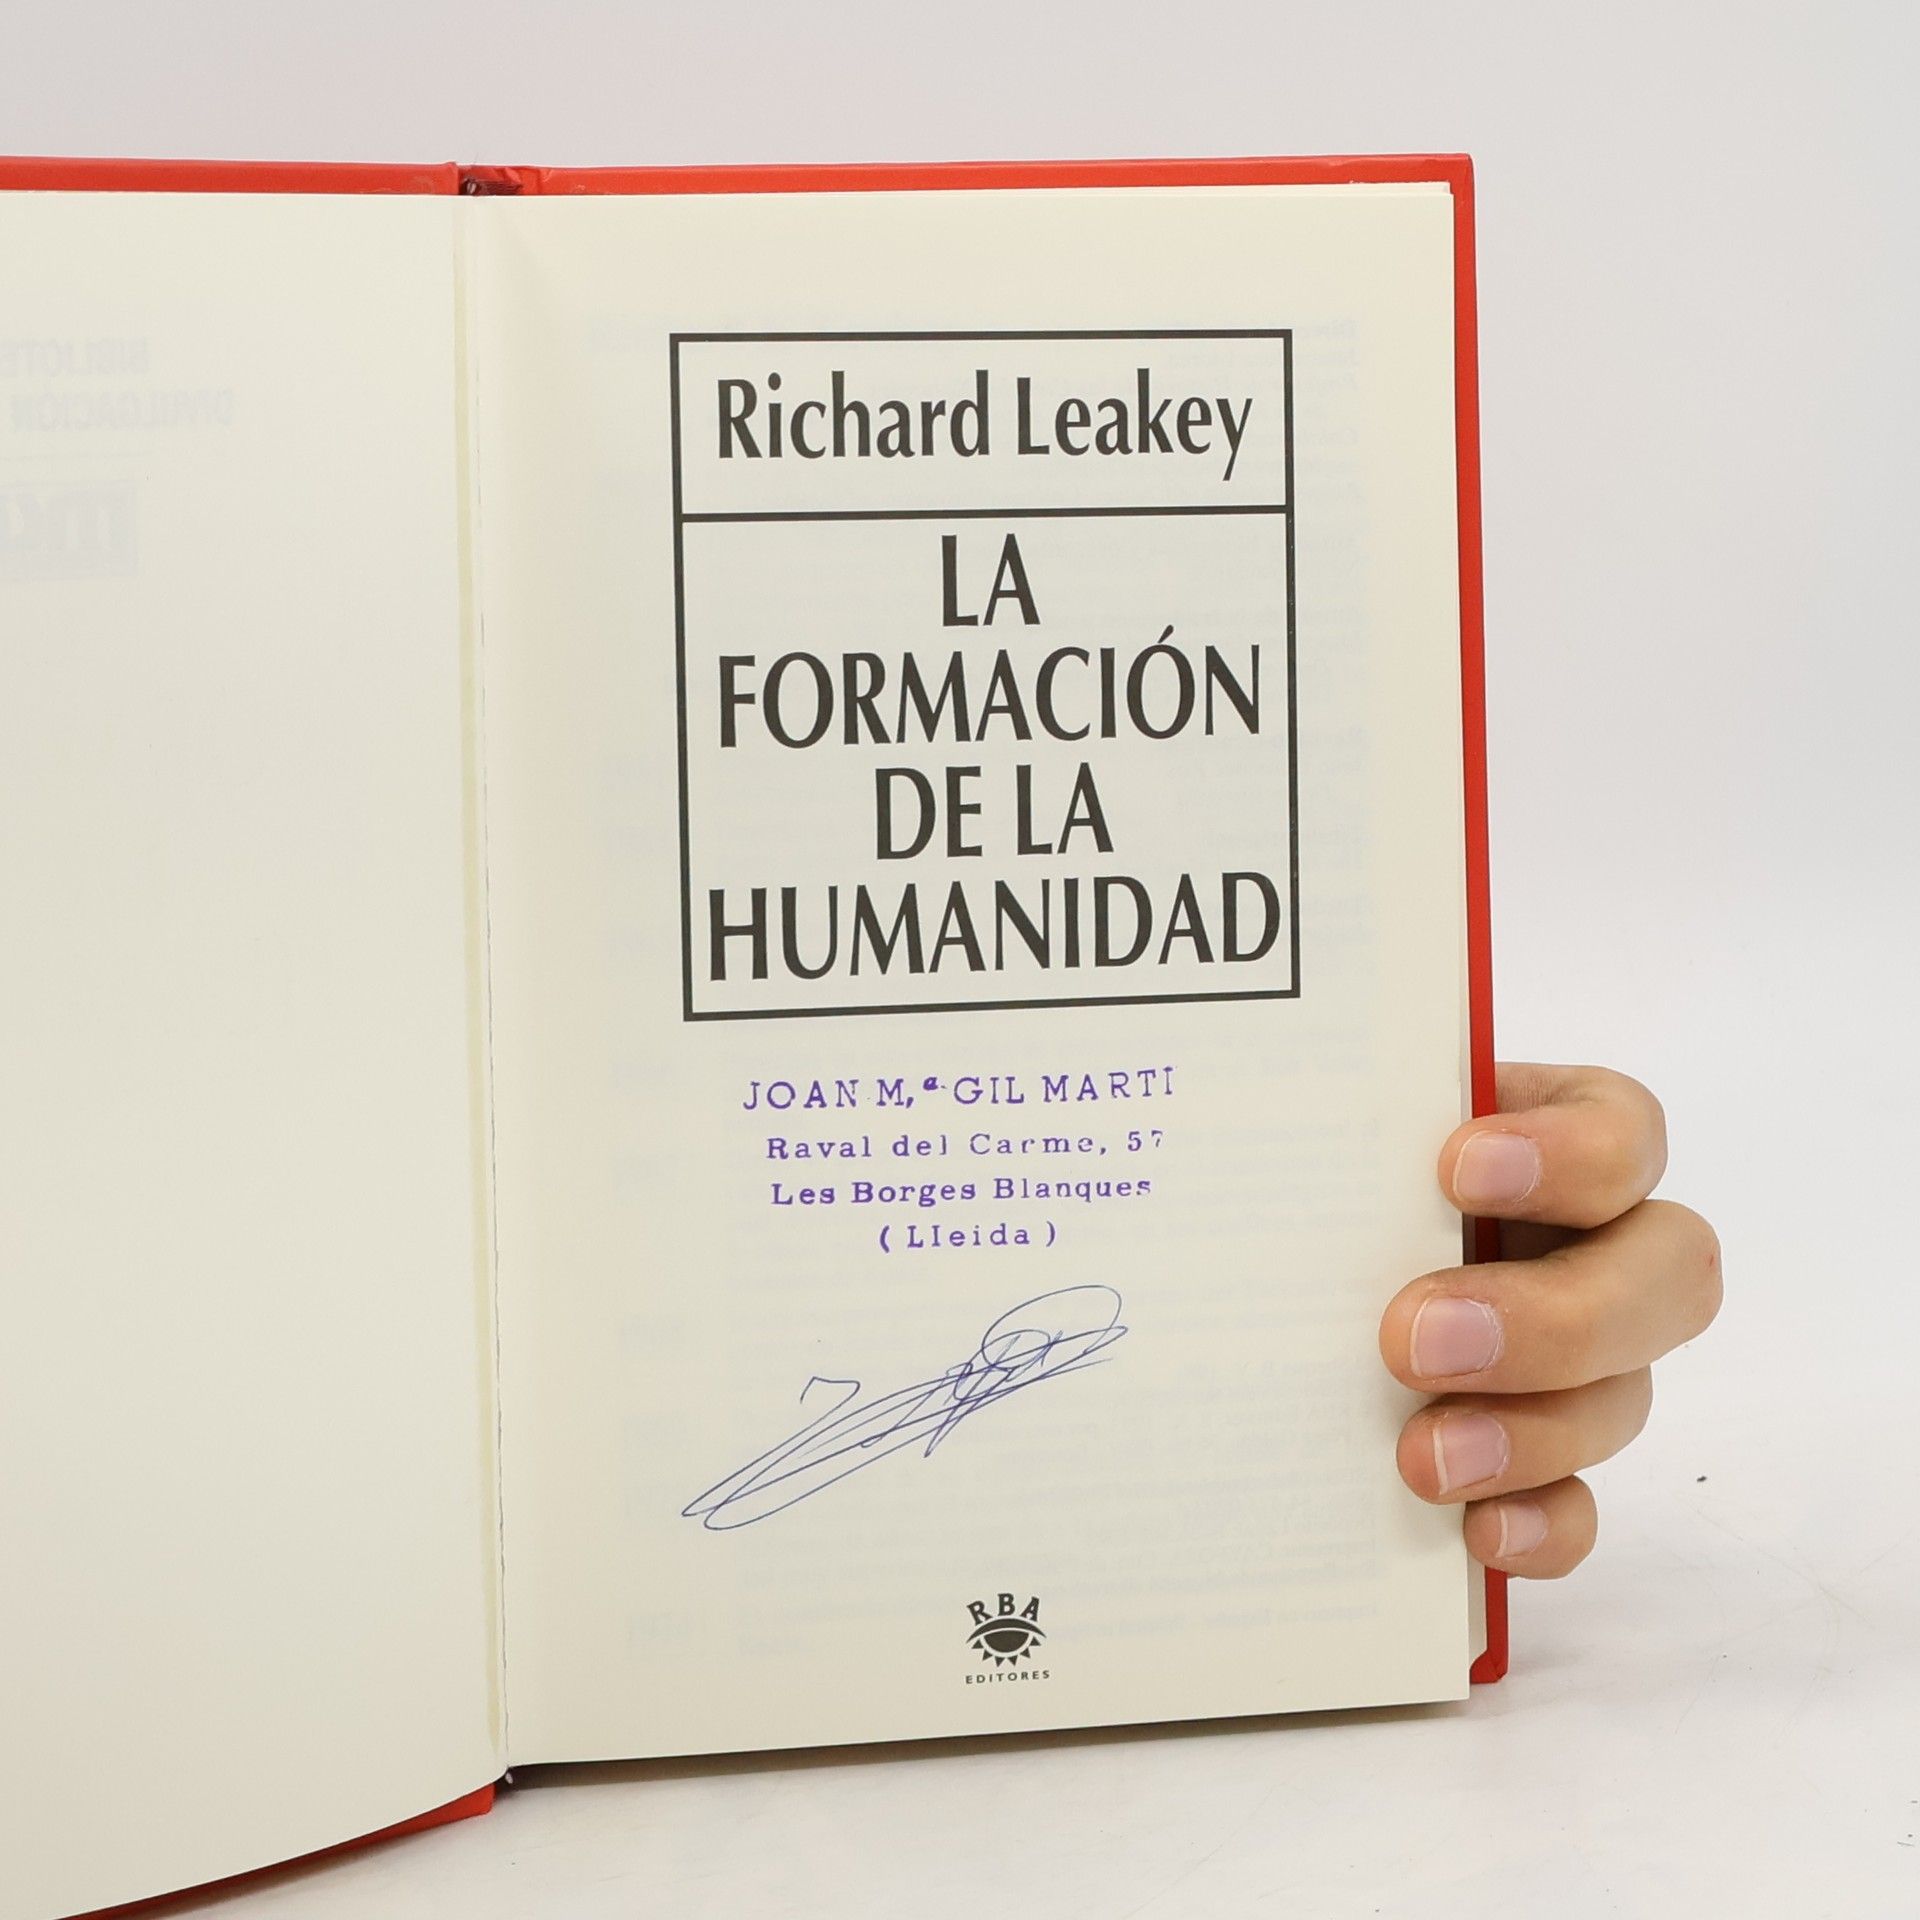 Richard Leakey
LA
FORMACIÓN
DE LA
HUMANIDAD
JOAN M,ª GIL MARTÍ
Raval del Carme, 57
Les Borges Blanques
( Lleida )
RBA
EDITORES